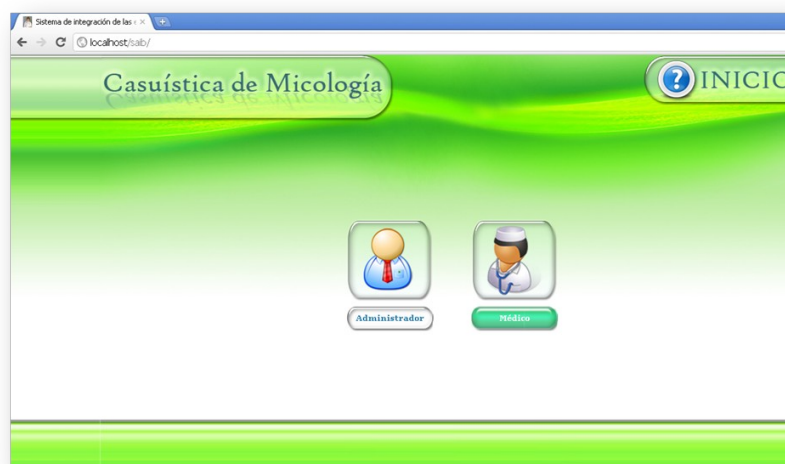 Sistema de integración de las
localhost/saib/
Casuística de Micología
INICIO
Administrador
Médico